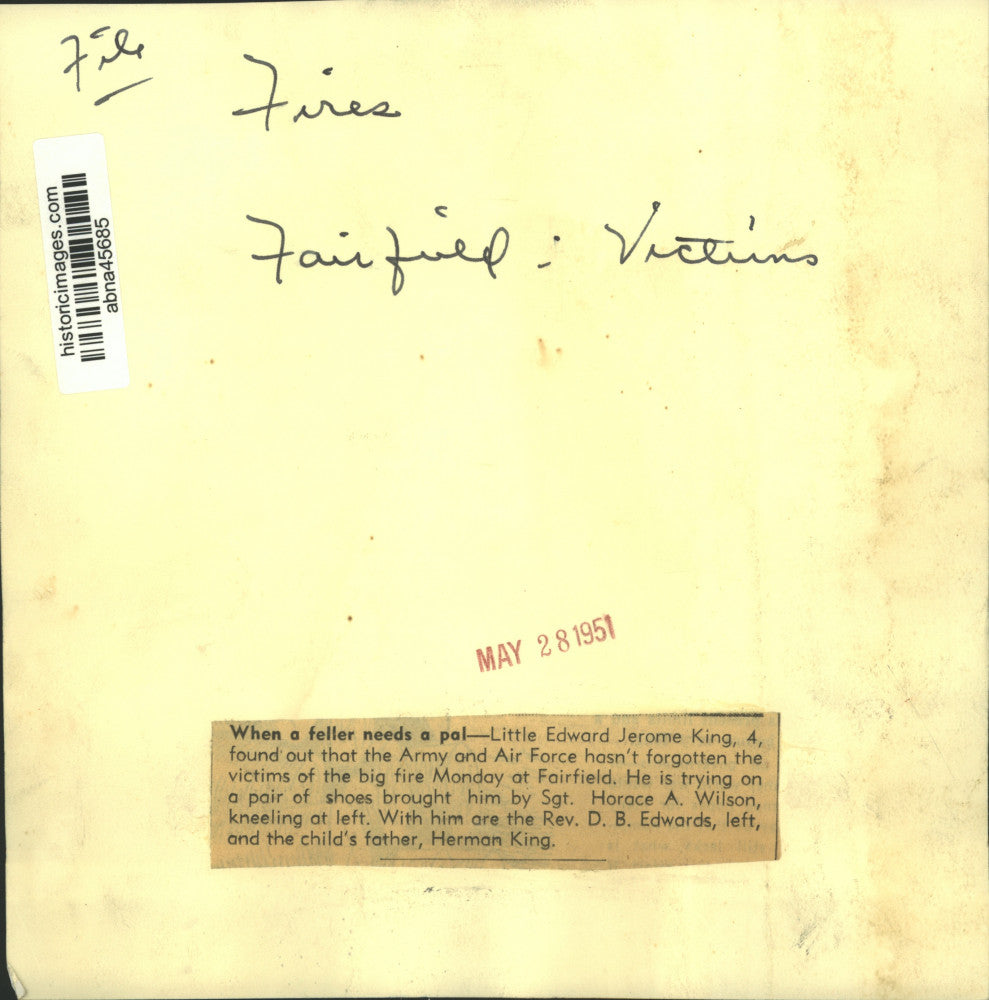 File
Fires
Fairfield : Victims
historicimages.com
abna45685
MAY 28 1951
When a feller needs a pal—Little Edward Jerome King, 4,
found out that the Army and Air Force hasn't forgotten the
victims of the big fire Monday at Fairfield. He is trying on
a pair of shoes brought him by Sgt. Horace A. Wilson,
kneeling at left. With him are the Rev. D. B. Edwards, left,
and the child's father, Herman King.